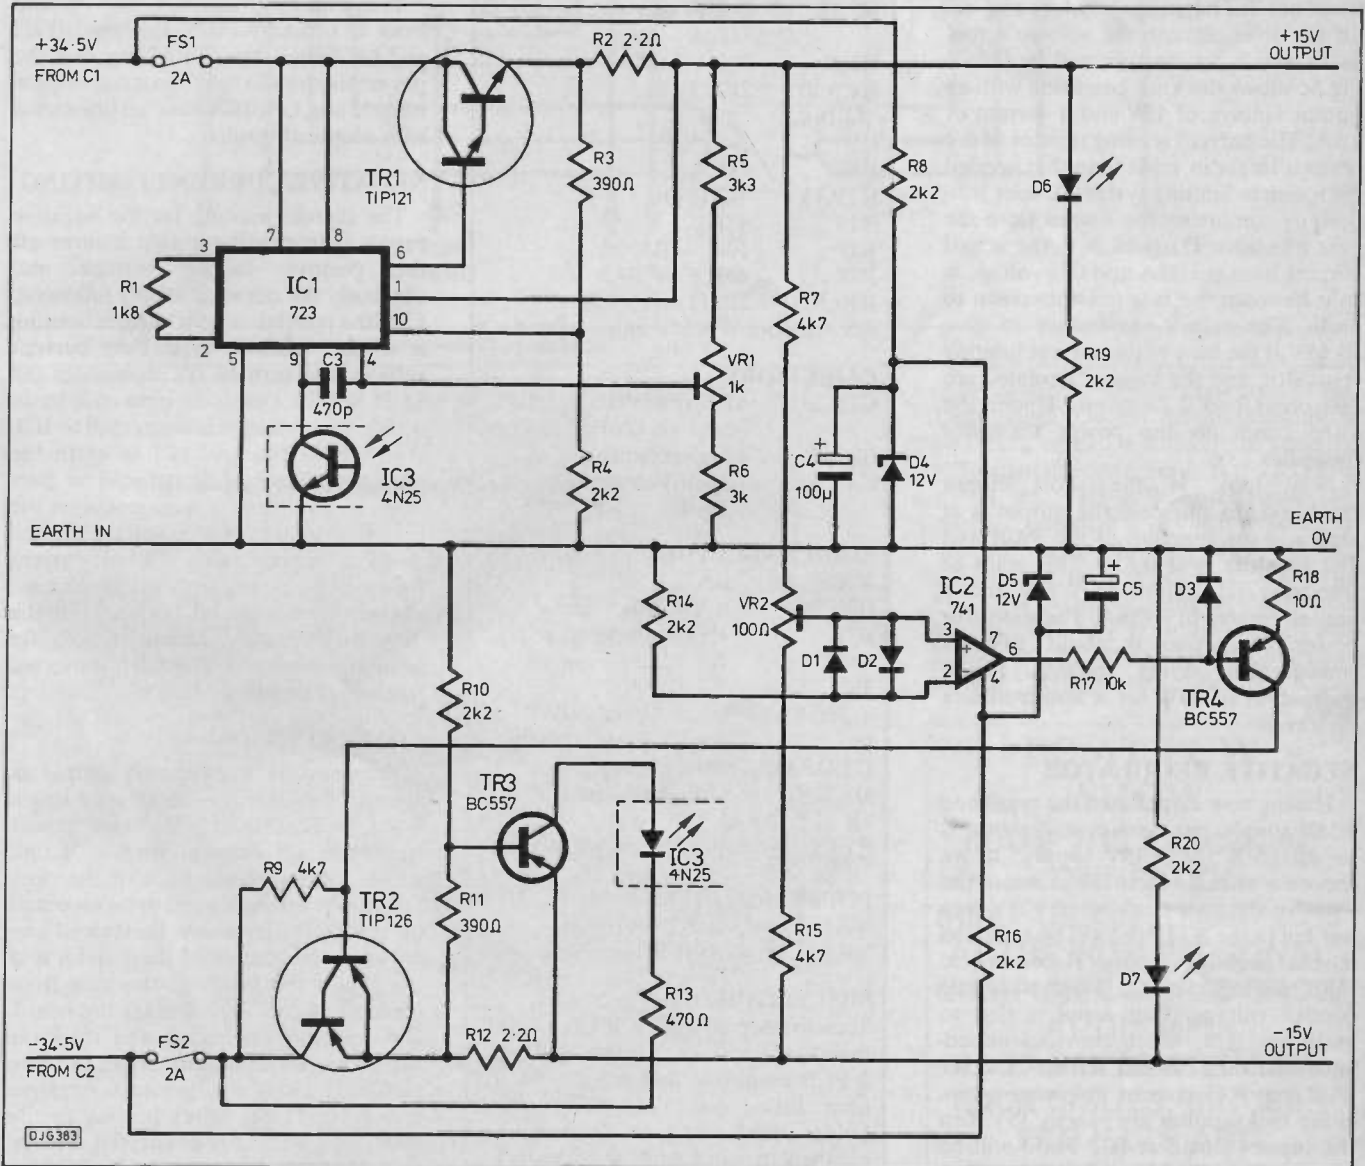 +34·5V
FROM C1
FS1
2A
R2 2·2Ω
+15V
OUTPUT
TR1
TIP121
R3
390Ω
R5
3k3
R8
2k2
D6
3
7
8
6
1
10
R1
1k8
IC1
723
2
5
9
4
C3
470p
R7
4k7
VR1
1k
R19
2k2
IC3
4N25
R4
2k2
R6
3k
C4
100µ
+
D4
12V
EARTH IN
EARTH
0V
R14
2k2
VR2
100Ω
D1
D2
IC2
741
3
+
2
−
7
6
4
D5
12V
+
C5
D3
R18
10Ω
R17 10k
TR4
BC557
R10
2k2
TR3
BC557
IC3
4N25
R9 4k7
TR2
TIP126
R11
390Ω
R20
2k2
R15
4k7
R16
2k2
D7
R13
470Ω
R12 2·2Ω
−34·5V
FROM C2
FS2
2A
−15V
OUTPUT
DJG383